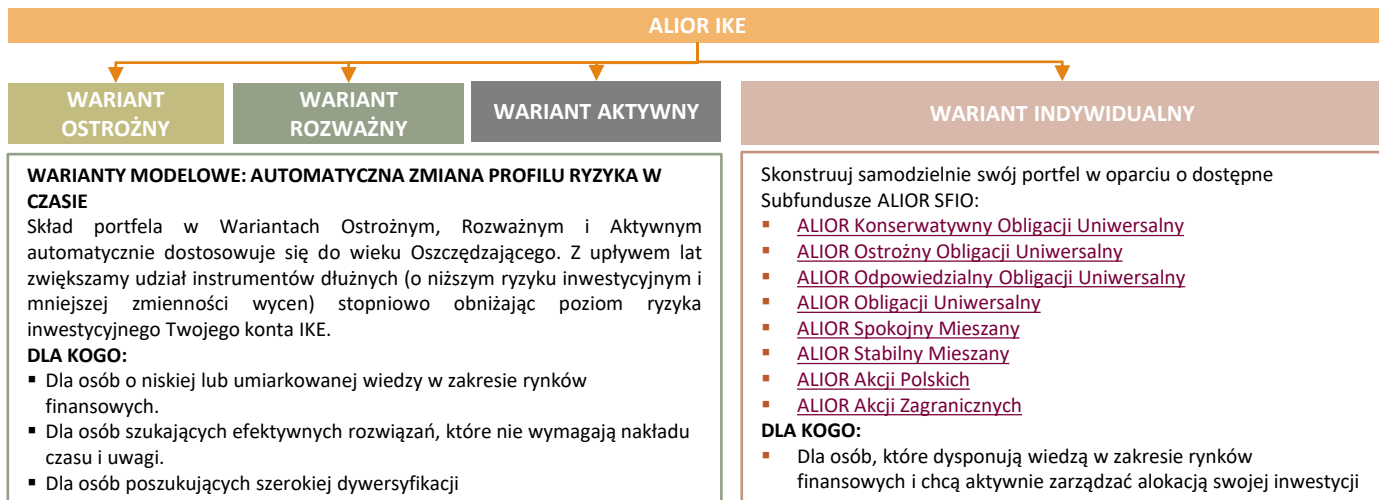 ALIOR IKE
WARIANT
OSTROŻNY
WARIANT
ROZWAŻNY
WARIANT AKTYWNY
WARIANT INDYWIDUALNY
WARIANTY MODELOWE: AUTOMATYCZNA ZMIANA PROFILU RYZYKA W
CZASIE
Skład portfela w Wariantach Ostrożnym, Rozważnym i Aktywnym
automatycznie dostosowuje się do wieku Oszczędzającego. Z upływem lat
zwiększamy udział instrumentów dłużnych (o niższym ryzyku inwestycyjnym i
mniejszej zmienności wycen) stopniowo obniżając poziom ryzyka
inwestycyjnego Twojego konta IKE.
DLA KOGO:
▪ Dla osób o niskiej lub umiarkowanej wiedzy w zakresie rynków
finansowych.
▪ Dla osób szukających efektywnych rozwiązań, które nie wymagają nakładu
czasu i uwagi.
▪ Dla osób poszukujących szerokiej dywersyfikacji
Skonstruuj samodzielnie swój portfel w oparciu o dostępne
Subfundusze ALIOR SFIO:
▪ ALIOR Konserwatywny Obligacji Uniwersalny
▪ ALIOR Ostrożny Obligacji Uniwersalny
▪ ALIOR Odpowiedzialny Obligacji Uniwersalny
▪ ALIOR Obligacji Uniwersalny
▪ ALIOR Spokojny Mieszany
▪ ALIOR Stabilny Mieszany
▪ ALIOR Akcji Polskich
▪ ALIOR Akcji Zagranicznych
DLA KOGO:
▪ Dla osób, które dysponują wiedzą w zakresie rynków
finansowych i chcą aktywnie zarządzać alokacją swojej inwestycji